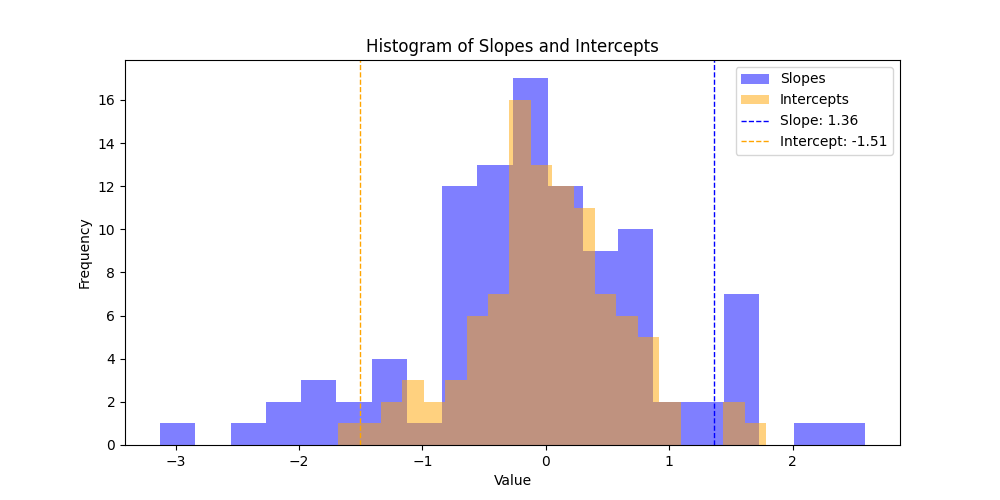 Histogram of Slopes and Intercepts
Slopes
Intercepts
Slope: 1.36
Intercept: -1.51
Frequency
16
14
12
10
8
6
4
2
0
−3
−2
−1
0
1
2
Value